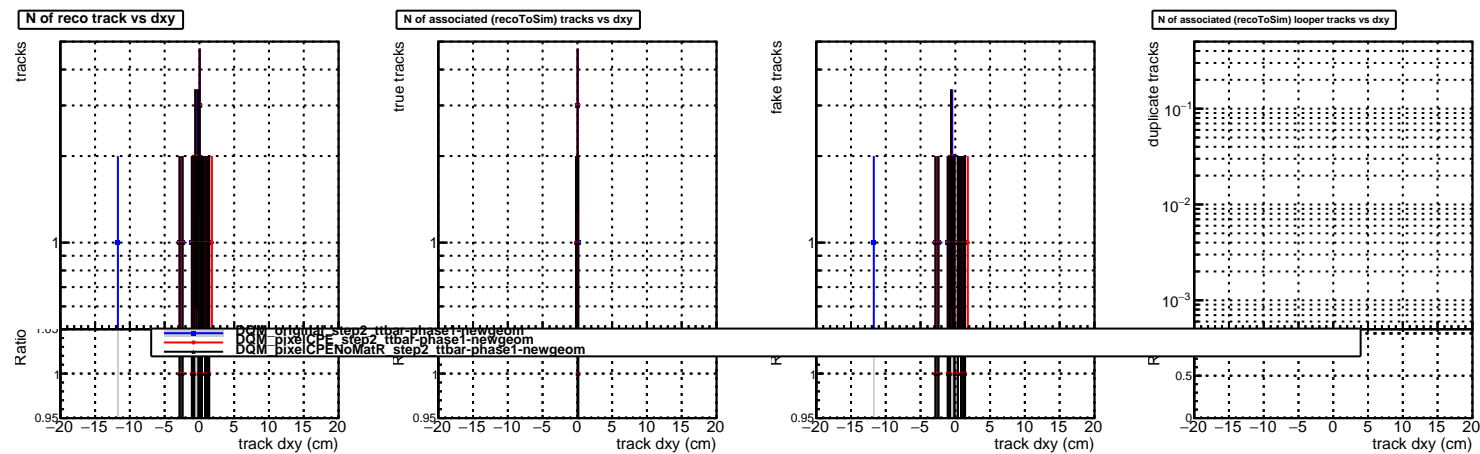 N of reco track vs dxy
N of associated (recoToSim) tracks vs dxy
N of associated (recoToSim) looper tracks vs dxy
tracks
true tracks
fake tracks
duplicate tracks
1
1
1
10⁻¹
10⁻²
10⁻³
DQM_original_step2_ttbar-phase1-newgeom
DQM_pixelCPE_step2_ttbar-phase1-newgeom
DQM_pixelCPENoMatR_step2_ttbar-phase1-newgeom
Ratio
1
0.95
1
0.95
1
0.95
0.5
0
−20 −15 −10 −5 0 5 10 15 20
−20 −15 −10 −5 0 5 10 15 20
−20 −15 −10 −5 0 5 10 15 20
−20 −15 −10 −5 0 5 10 15 20
track dxy (cm)
track dxy (cm)
track dxy (cm)
track dxy (cm)